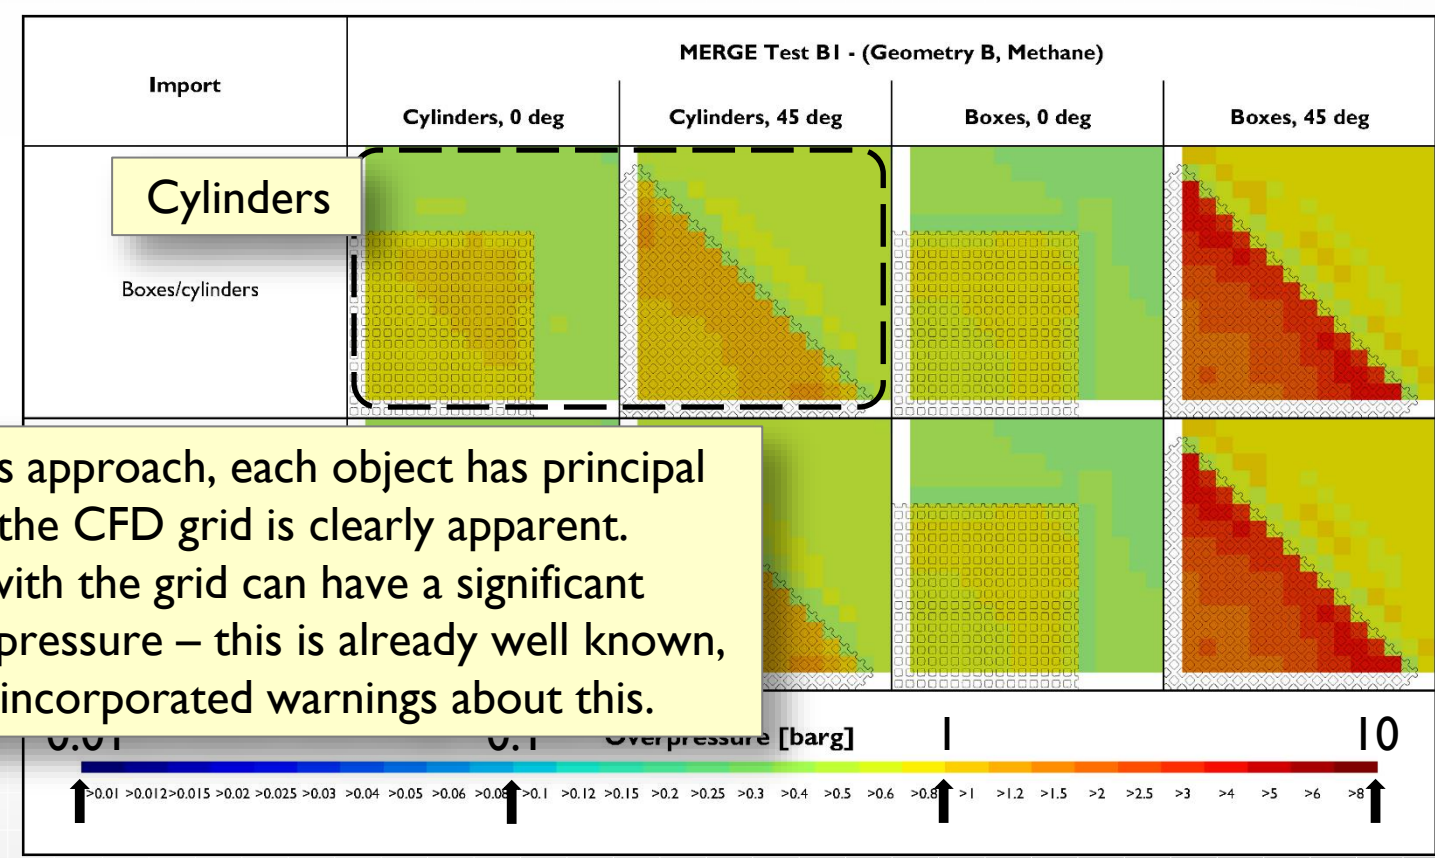 MERGE Test B1 - (Geometry B, Methane)
Import
Cylinders, 0 deg
Cylinders, 45 deg
Boxes, 0 deg
Boxes, 45 deg
Cylinders
Boxes/cylinders
s approach, each object has principal
the CFD grid is clearly apparent.
with the grid can have a significant
pressure – this is already well known,
incorporated warnings about this.
0.01 0.1 Overpressure [barg] 1 10
>0.01 >0.012 >0.015 >0.02 >0.025 >0.03 >0.04 >0.05 >0.06 >0.08 >0.1 >0.12 >0.15 >0.2 >0.25 >0.3 >0.4 >0.5 >0.6 >0.8 >1 >1.2 >1.5 >2 >2.5 >3 >4 >5 >6 >8